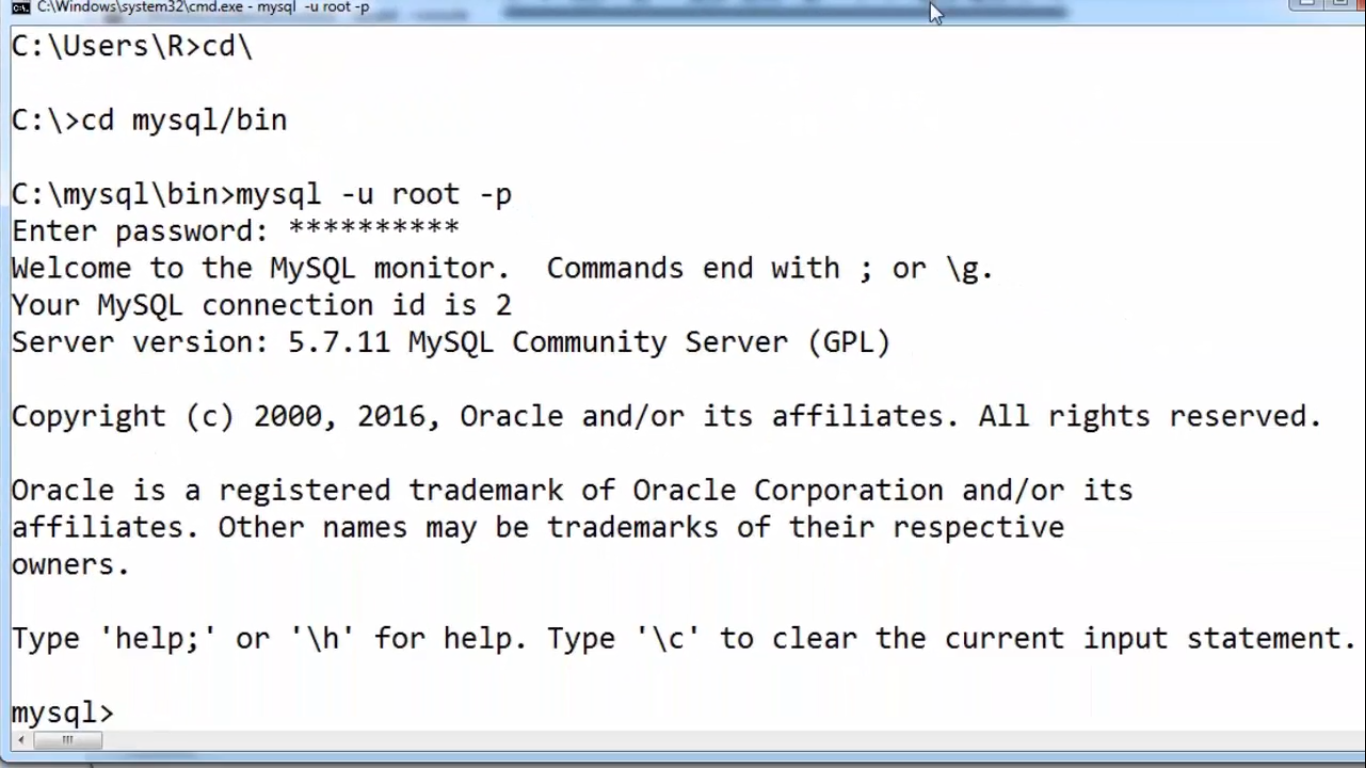 C:\Windows\system32\cmd.exe - mysql -u root -p
C:\Users\R>cd\
C:\>cd mysql/bin
C:\mysql\bin>mysql -u root -p
Enter password: **********
Welcome to the MySQL monitor.  Commands end with ; or \g.
Your MySQL connection id is 2
Server version: 5.7.11 MySQL Community Server (GPL)
Copyright (c) 2000, 2016, Oracle and/or its affiliates. All rights reserved.
Oracle is a registered trademark of Oracle Corporation and/or its
affiliates. Other names may be trademarks of their respective
owners.
Type 'help;' or '\h' for help. Type '\c' to clear the current input statement.
mysql>